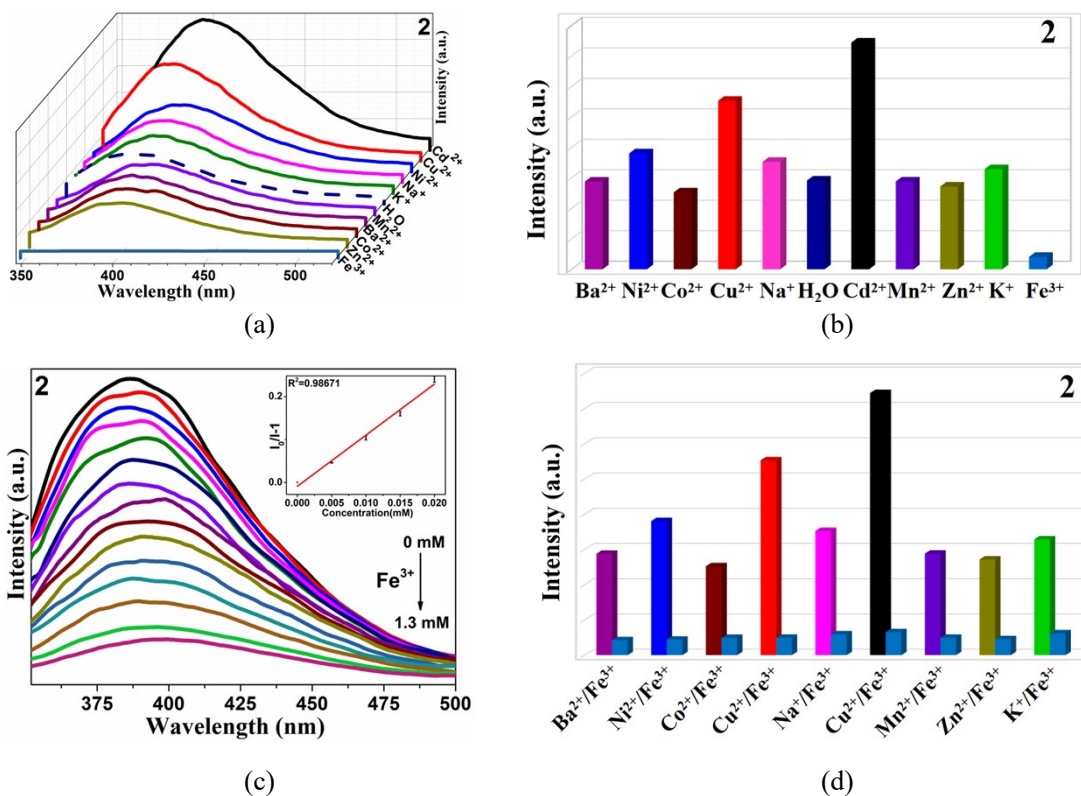 2
Intensity (a.u.)
Cd²⁺
Cu²⁺
Ni²⁺
Na⁺
K⁺
H₂O
Mn²⁺
Ba²⁺
Co²⁺
Zn²⁺
Fe³⁺
350 400 450 500
Wavelength (nm)
(a)
2
Intensity (a.u.)
Ba²⁺ Ni²⁺ Co²⁺ Cu²⁺ Na⁺ H₂O Cd²⁺ Mn²⁺ Zn²⁺ K⁺ Fe³⁺
(b)
2
Intensity (a.u.)
R²=0.98671
0.2
0.0
I₀/I-1
0.000 0.005 0.010 0.015 0.020
Concentration(mM)
0 mM
Fe³⁺
1.3 mM
375 400 425 450 475 500
Wavelength (nm)
(c)
2
Intensity (a.u.)
Ba²⁺/Fe³⁺ Ni²⁺/Fe³⁺ Co²⁺/Fe³⁺ Cu²⁺/Fe³⁺ Na⁺/Fe³⁺ Cu²⁺/Fe³⁺ Mn²⁺/Fe³⁺ Zn²⁺/Fe³⁺ K⁺/Fe³⁺
(d)